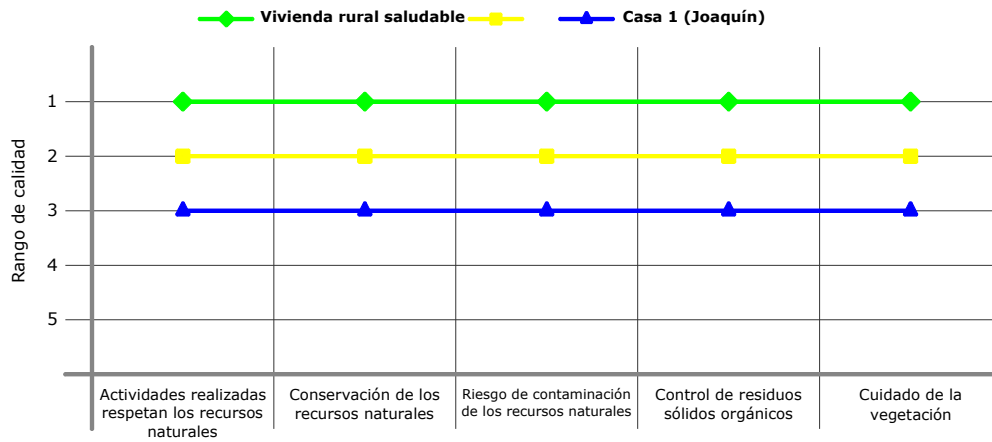 Vivienda rural saludable
Casa 1 (Joaquín)
Rango de calidad
1
2
3
4
5
Actividades realizadas
respetan los recursos
naturales
Conservación de los
recursos naturales
Riesgo de contaminación
de los recursos naturales
Control de residuos
sólidos orgánicos
Cuidado de la
vegetación